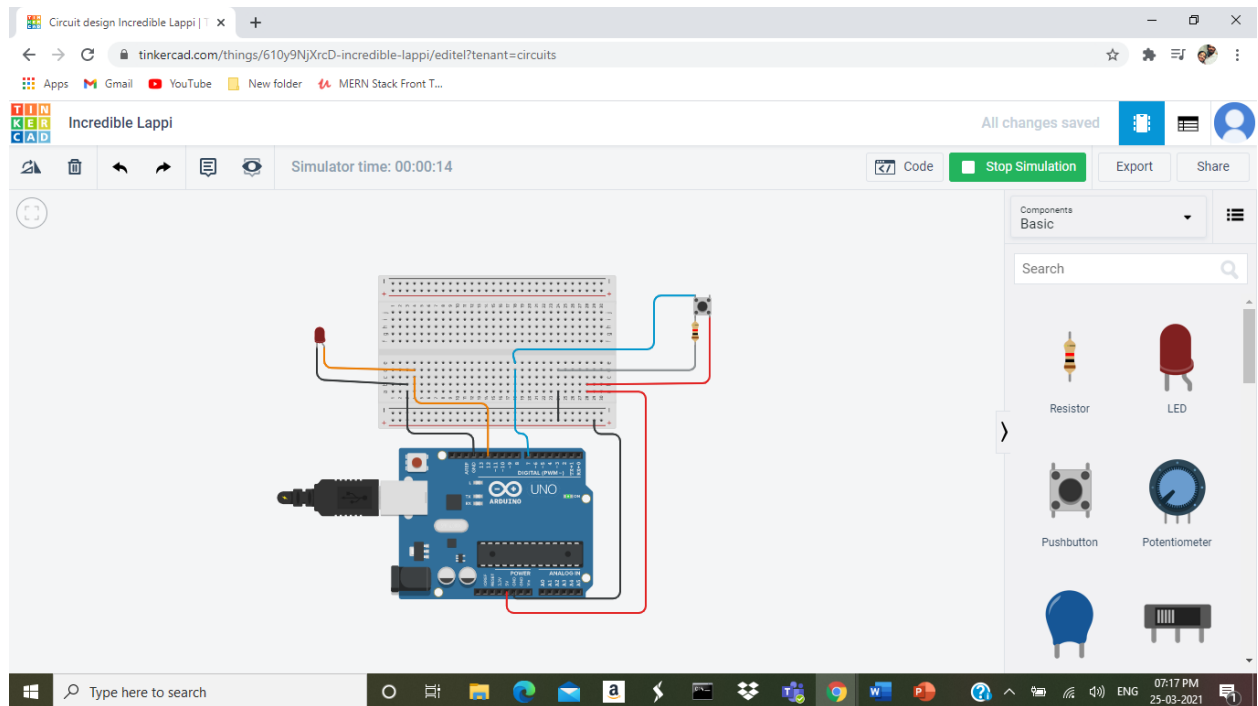 Circuit design Incredible Lappi | T
tinkercad.com/things/610y9NjXrcD-incredible-lappi/editel?tenant=circuits
Apps Gmail YouTube New folder MERN Stack Front T...
TIN
KER
CAD
Incredible Lappi
All changes saved
Simulator time: 00:00:14
Code
Stop Simulation
Export
Share
Components
Basic
Search
Resistor
LED
Pushbutton
Potentiometer
DIGITAL (PWM ~)
UNO
ARDUINO
POWER
ANALOG IN
Type here to search
ENG
07:17 PM
25-03-2021